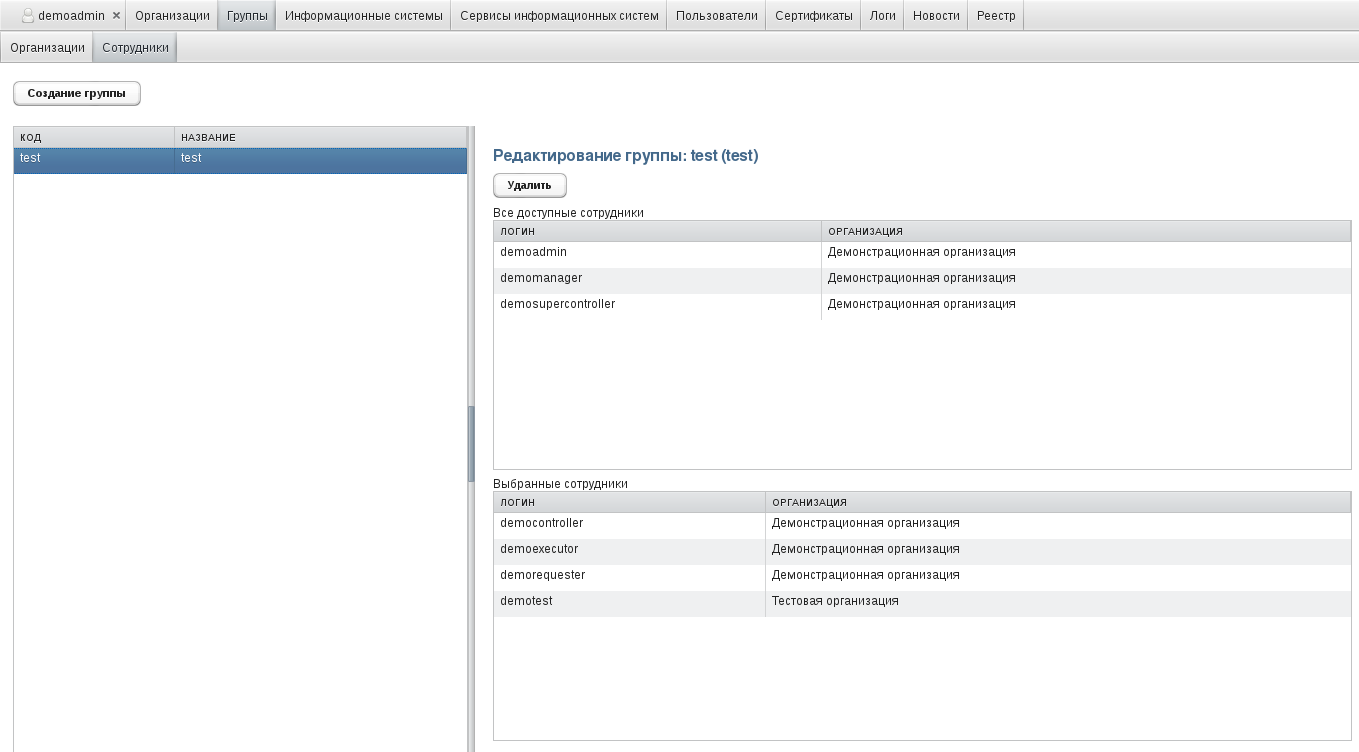 demoadmin × Организации Группы Информационные системы Сервисы информационных систем Пользователи Сертификаты Логи Новости Реестр
Организации Сотрудники
Создание группы
КОД НАЗВАНИЕ
test test
Редактирование группы: test (test)
Удалить
Все доступные сотрудники
ЛОГИН ОРГАНИЗАЦИЯ
demoadmin Демонстрационная организация
demomanager Демонстрационная организация
demosupercontroller Демонстрационная организация
Выбранные сотрудники
ЛОГИН ОРГАНИЗАЦИЯ
democontroller Демонстрационная организация
demoexecutor Демонстрационная организация
demorequester Демонстрационная организация
demotest Тестовая организация